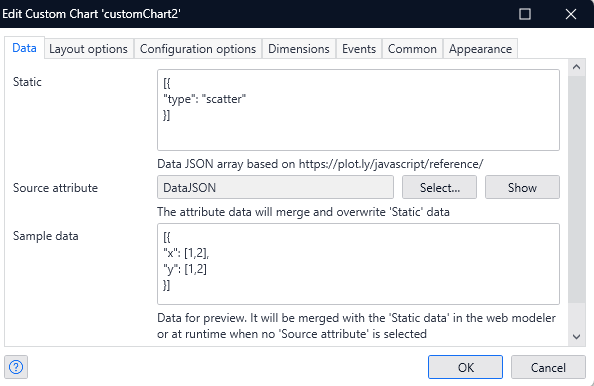 Edit Custom Chart 'customChart2'
Data Layout options Configuration options Dimensions Events Common Appearance
Static
[{
"type": "scatter"
}]
Data JSON array based on https://plot.ly/javascript/reference/
Source attribute DataJSON Select... Show
The attribute data will merge and overwrite 'Static' data
Sample data
[{
"x": [1,2],
"y": [1,2]
}]
Data for preview. It will be merged with the 'Static data' in the web modeler
or at runtime when no 'Source attribute' is selected
? OK Cancel